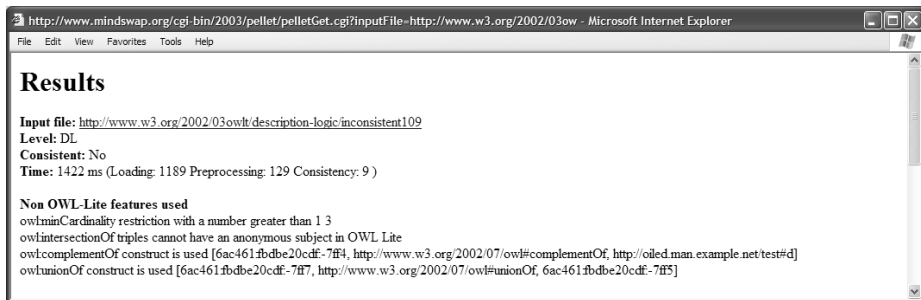 http://www.mindswap.org/cgi-bin/2003/pellet/pelletGet.cgi?inputFile=http://www.w3.org/2002/03ow - Microsoft Internet Explorer
File Edit View Favorites Tools Help
Results
Input file: http://www.w3.org/2002/03owlt/description-logic/inconsistent109
Level: DL
Consistent: No
Time: 1422 ms (Loading: 1189 Preprocessing: 129 Consistency: 9 )
Non OWL-Lite features used
owl:minCardinality restriction with a number greater than 1 3
owl:intersectionOf triples cannot have an anonymous subject in OWL Lite
owl:complementOf construct is used [6ac461:fbdbe20cdf:-7ff4, http://www.w3.org/2002/07/owl#complementOf, http://oiled.man.example.net/test#d]
owl:unionOf construct is used [6ac461:fbdbe20cdf:-7ff7, http://www.w3.org/2002/07/owl#unionOf, 6ac461:fbdbe20cdf:-7ff5]